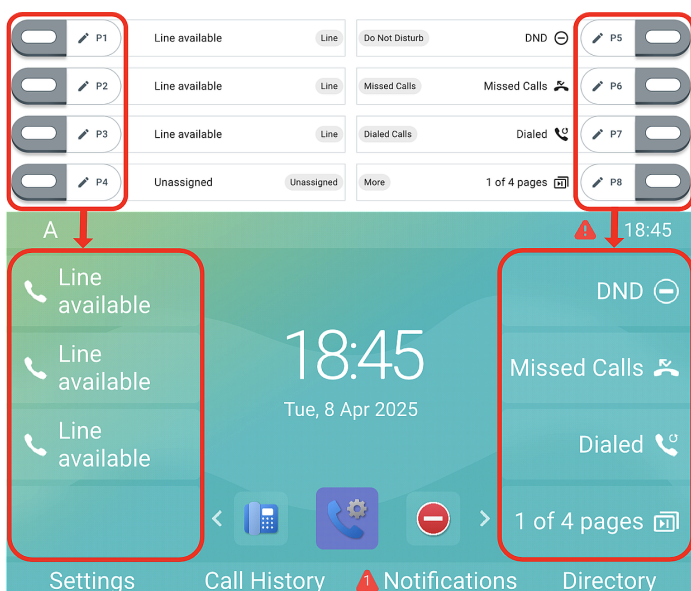 P1 Line available Line Do Not Disturb DND P5
P2 Line available Line Missed Calls Missed Calls P6
P3 Line available Line Dialed Calls Dialed P7
P4 Unassigned Unassigned More 1 of 4 pages P8
A 18:45
Line
available
DND
Line
available
Missed Calls
Line
available
Dialed
18:45
Tue, 8 Apr 2025
1 of 4 pages
Settings Call History 1 Notifications Directory